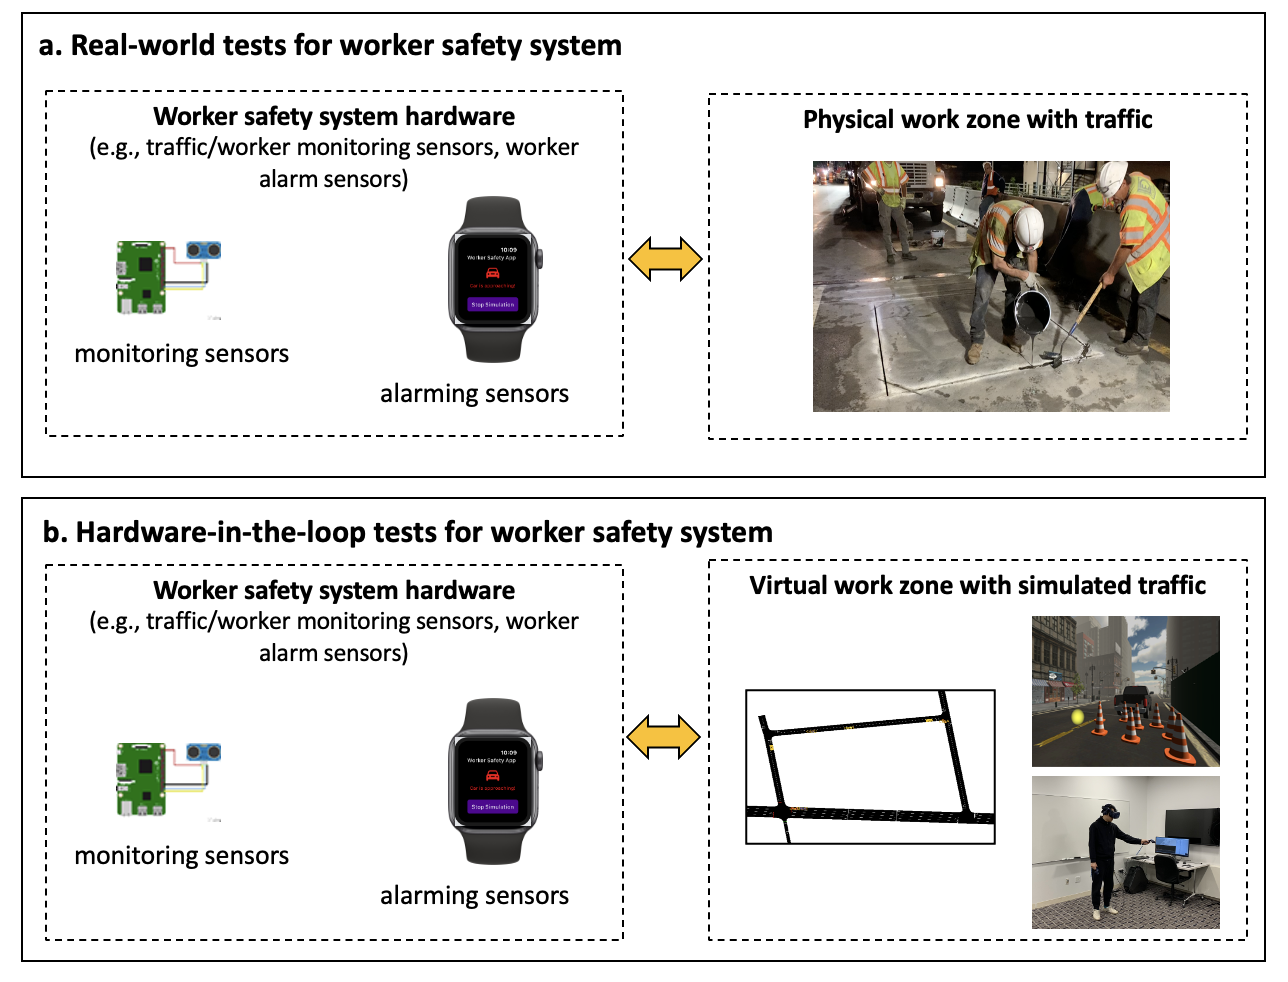 a. Real-world tests for worker safety system
Worker safety system hardware
(e.g., traffic/worker monitoring sensors, worker
alarm sensors)
10:09
Worker Safety App
Car is approaching!
Stop Simulation
monitoring sensors
alarming sensors
Physical work zone with traffic
b. Hardware-in-the-loop tests for worker safety system
Worker safety system hardware
(e.g., traffic/worker monitoring sensors, worker
alarm sensors)
10:09
Worker Safety App
Car is approaching!
Stop Simulation
monitoring sensors
alarming sensors
Virtual work zone with simulated traffic